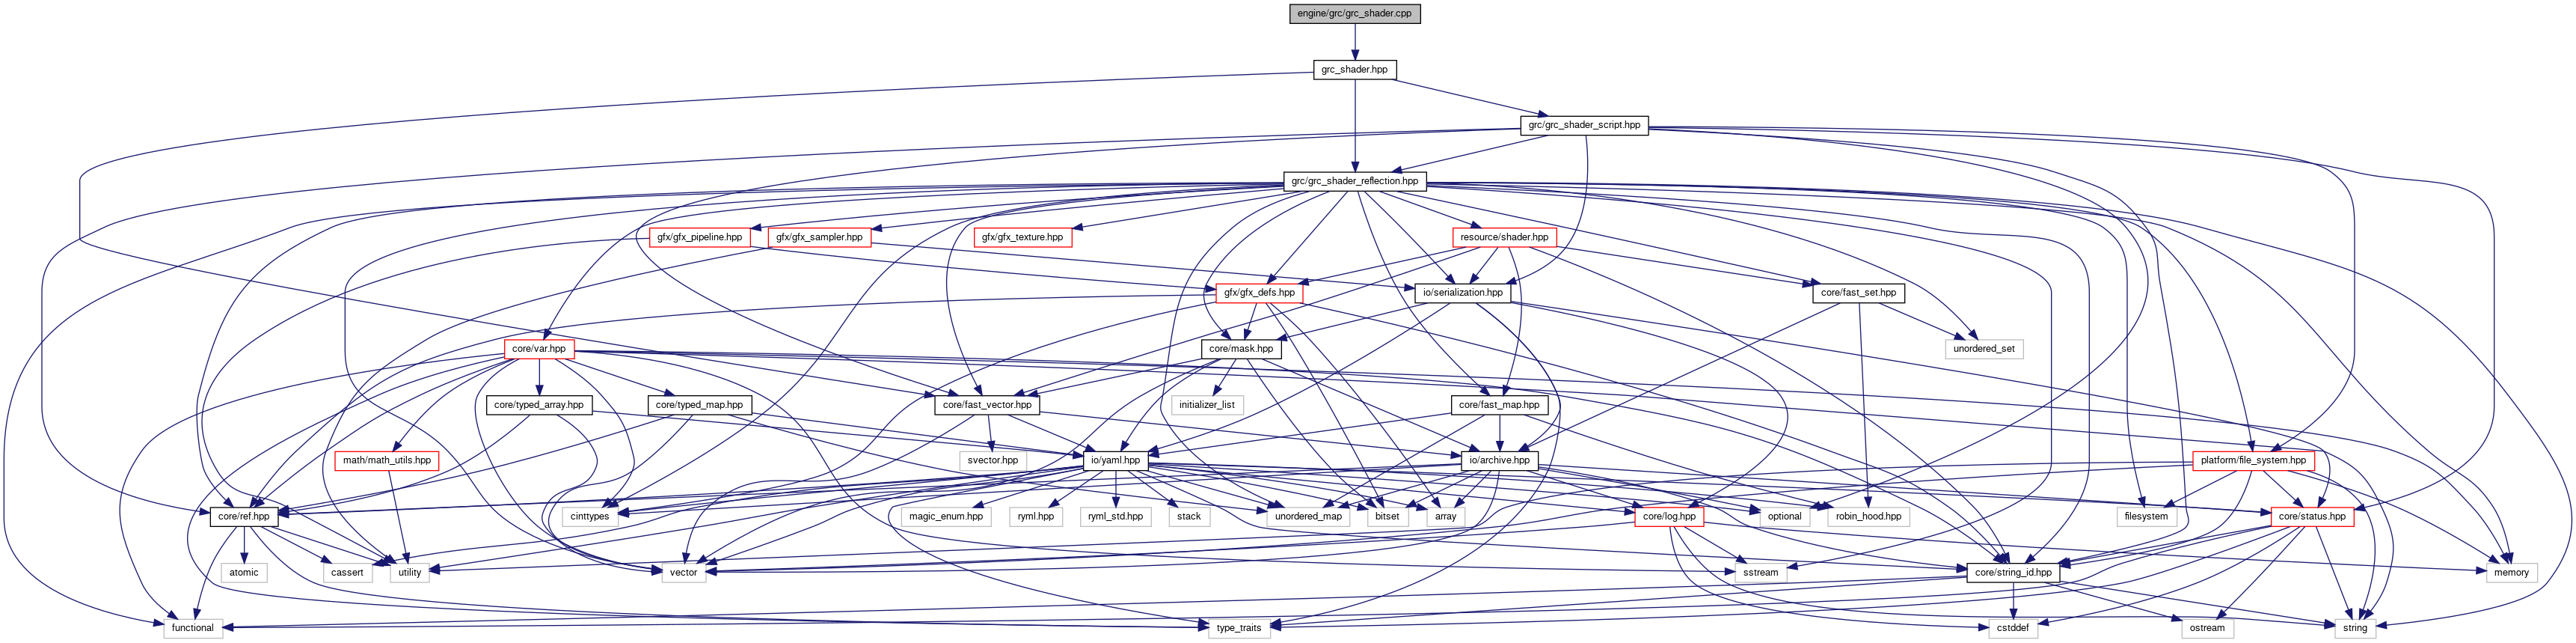 engine/grc/grc_shader.cpp
grc_shader.hpp
grc/grc_shader_script.hpp
grc/grc_shader_reflection.hpp
gfx/gfx_pipeline.hpp
gfx/gfx_sampler.hpp
gfx/gfx_texture.hpp
resource/shader.hpp
gfx/gfx_defs.hpp
io/serialization.hpp
core/fast_set.hpp
core/var.hpp
core/mask.hpp
unordered_set
core/typed_array.hpp
core/typed_map.hpp
core/fast_vector.hpp
initializer_list
core/fast_map.hpp
math/math_utils.hpp
svector.hpp
io/yaml.hpp
io/archive.hpp
platform/file_system.hpp
core/ref.hpp
cinttypes
magic_enum.hpp
ryml.hpp
ryml_std.hpp
stack
unordered_map
bitset
array
core/log.hpp
optional
robin_hood.hpp
filesystem
core/status.hpp
atomic
cassert
utility
vector
sstream
core/string_id.hpp
memory
functional
type_traits
cstddef
ostream
string